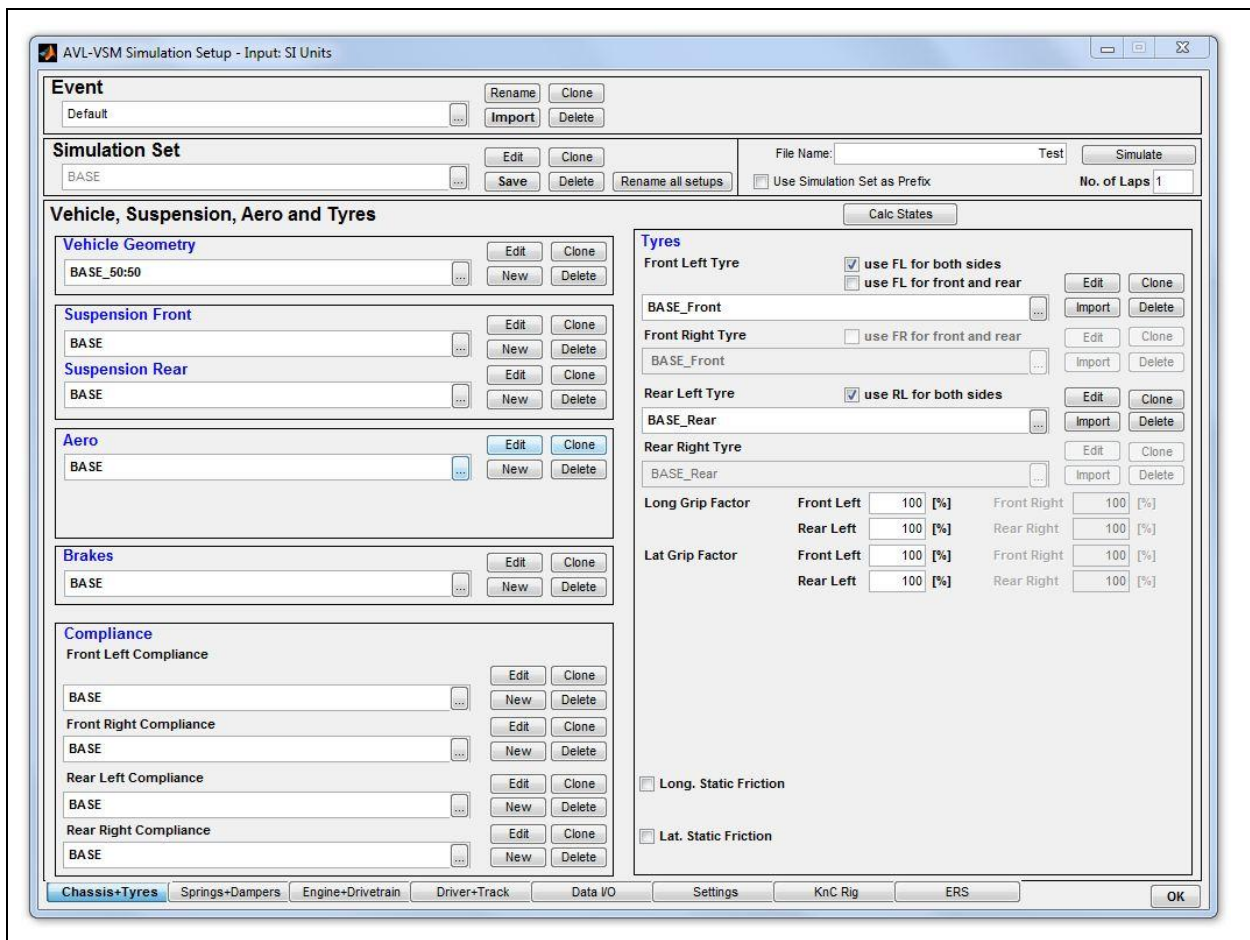 AVL-VSM Simulation Setup - Input: SI Units
Event
Default ... Rename Clone
Import Delete
Simulation Set
BASE ... Edit Clone
Save Delete Rename all setups
File Name: Test Simulate
Use Simulation Set as Prefix No. of Laps 1
Vehicle, Suspension, Aero and Tyres
Calc States
Vehicle Geometry
Edit Clone
BASE_50:50 ... New Delete
Suspension Front
Edit Clone
BASE ... New Delete
Suspension Rear
Edit Clone
BASE ... New Delete
Aero
Edit Clone
BASE ... New Delete
Brakes
Edit Clone
BASE ... New Delete
Compliance
Front Left Compliance
Edit Clone
BASE ... New Delete
Front Right Compliance
Edit Clone
BASE ... New Delete
Rear Left Compliance
Edit Clone
BASE ... New Delete
Rear Right Compliance
Edit Clone
BASE ... New Delete
Tyres
Front Left Tyre use FL for both sides
use FL for front and rear Edit Clone
BASE_Front ... Import Delete
Front Right Tyre use FR for front and rear Edit Clone
BASE_Front ... Import Delete
Rear Left Tyre use RL for both sides Edit Clone
BASE_Rear ... Import Delete
Rear Right Tyre Edit Clone
BASE_Rear ... Import Delete
Long Grip Factor Front Left 100 [%] Front Right 100 [%]
Rear Left 100 [%] Rear Right 100 [%]
Lat Grip Factor Front Left 100 [%] Front Right 100 [%]
Rear Left 100 [%] Rear Right 100 [%]
Long. Static Friction
Lat. Static Friction
Chassis+Tyres Springs+Dampers Engine+Drivetrain Driver+Track Data I/O Settings KnC Rig ERS OK